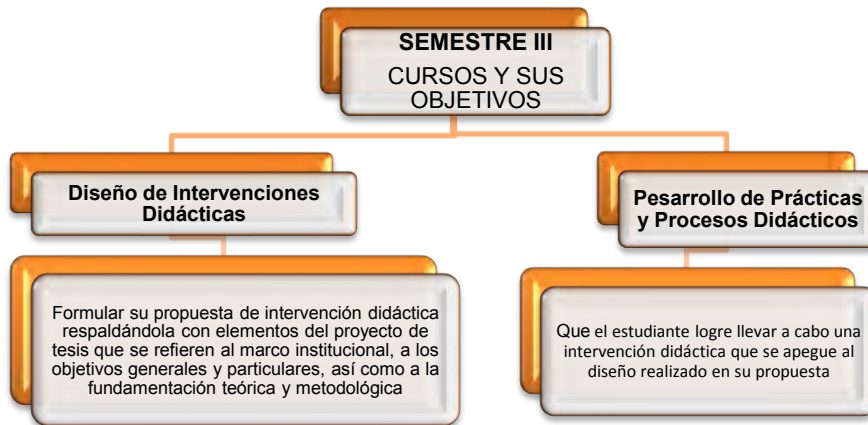 SEMESTRE III
CURSOS Y SUS
OBJETIVOS
Diseño de Intervenciones
Didácticas
Formular su propuesta de intervención didáctica
respaldándola con elementos del proyecto de
tesis que se refieren al marco institucional, a los
objetivos generales y particulares, así como a la
fundamentación teórica y metodológica
Pesarrollo de Prácticas
y Procesos Didácticos
Que el estudiante logre llevar a cabo una
intervención didáctica que se apegue al
diseño realizado en su propuesta